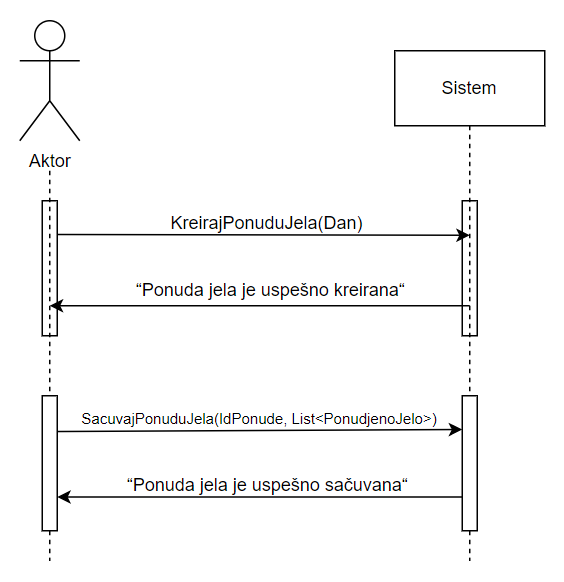 Sistem
Aktor
KreirajPonuduJela(Dan)
“Ponuda jela je uspešno kreirana“
SacuvajPonuduJela(IdPonude, List<PonudjenoJelo>)
“Ponuda jela je uspešno sačuvana“